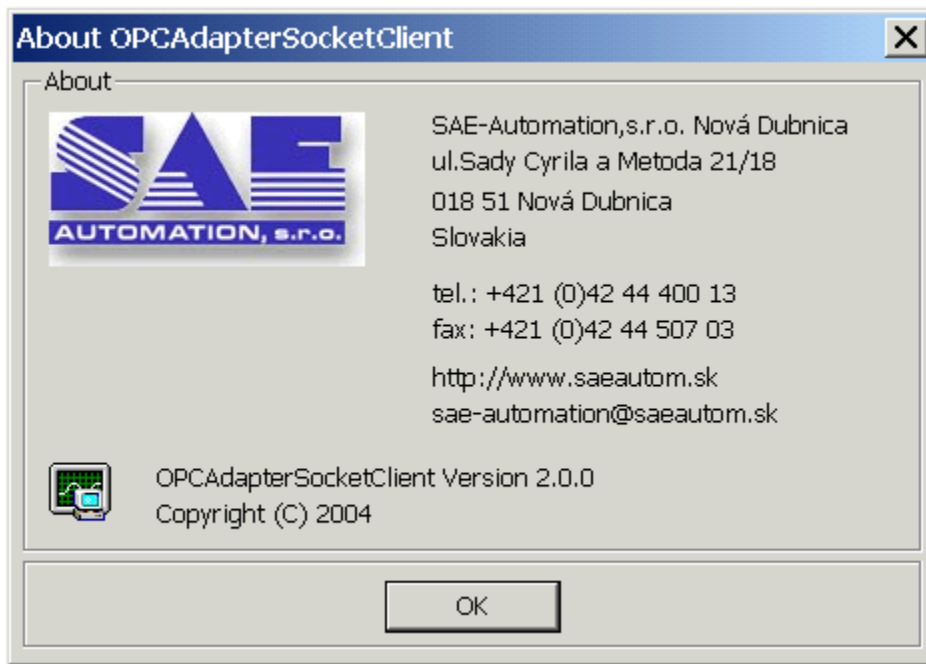 About OPCAdapterSocketClient
About
SAE
AUTOMATION, s.r.o.
SAE-Automation,s.r.o. Nová Dubnica
ul.Sady Cyrila a Metoda 21/18
018 51 Nová Dubnica
Slovakia
tel.: +421 (0)42 44 400 13
fax: +421 (0)42 44 507 03
http://www.saeautom.sk
sae-automation@saeautom.sk
OPCAdapterSocketClient Version 2.0.0
Copyright (C) 2004
OK